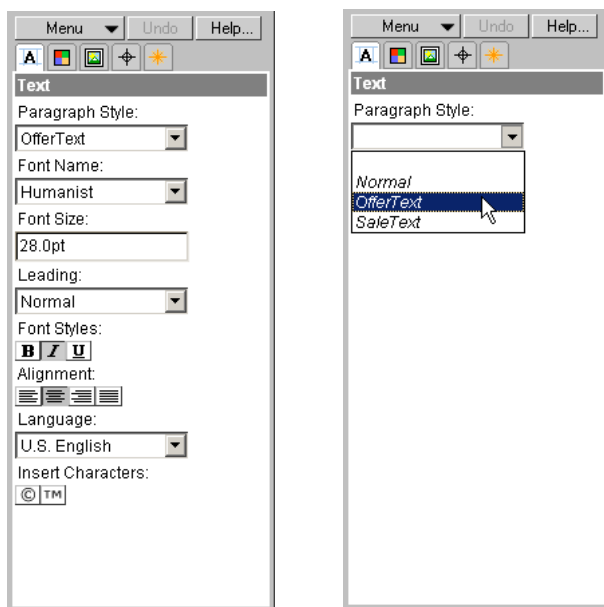 Menu Undo Help...
A
Text
Paragraph Style:
OfferText
Font Name:
Humanist
Font Size:
28.0pt
Leading:
Normal
Font Styles:
B I U
Alignment:
Language:
U.S. English
Insert Characters:
© TM
Menu Undo Help...
A
Text
Paragraph Style:
Normal
OfferText
SaleText